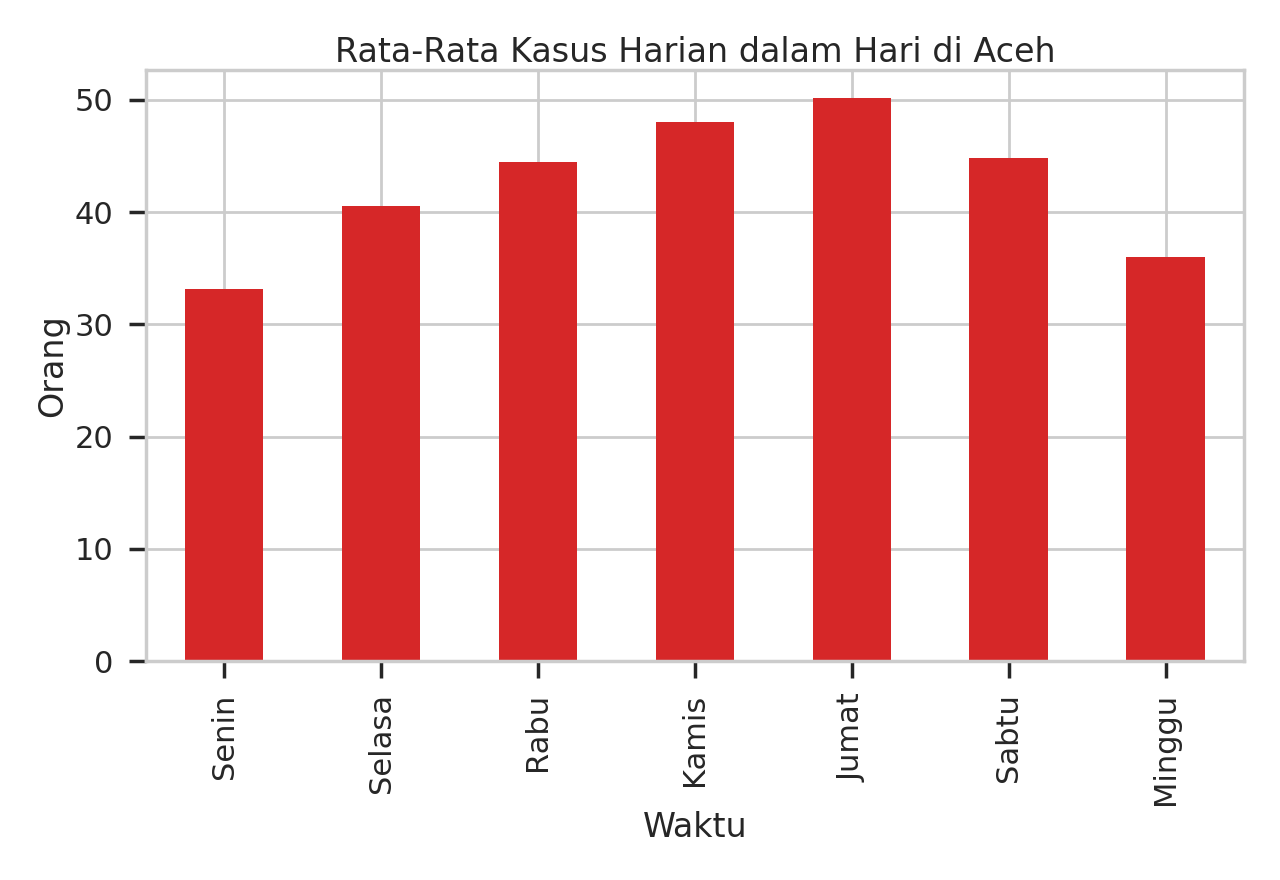 Rata-Rata Kasus Harian dalam Hari di Aceh
Orang
50
40
30
20
10
0
Senin
Selasa
Rabu
Kamis
Jumat
Sabtu
Minggu
Waktu